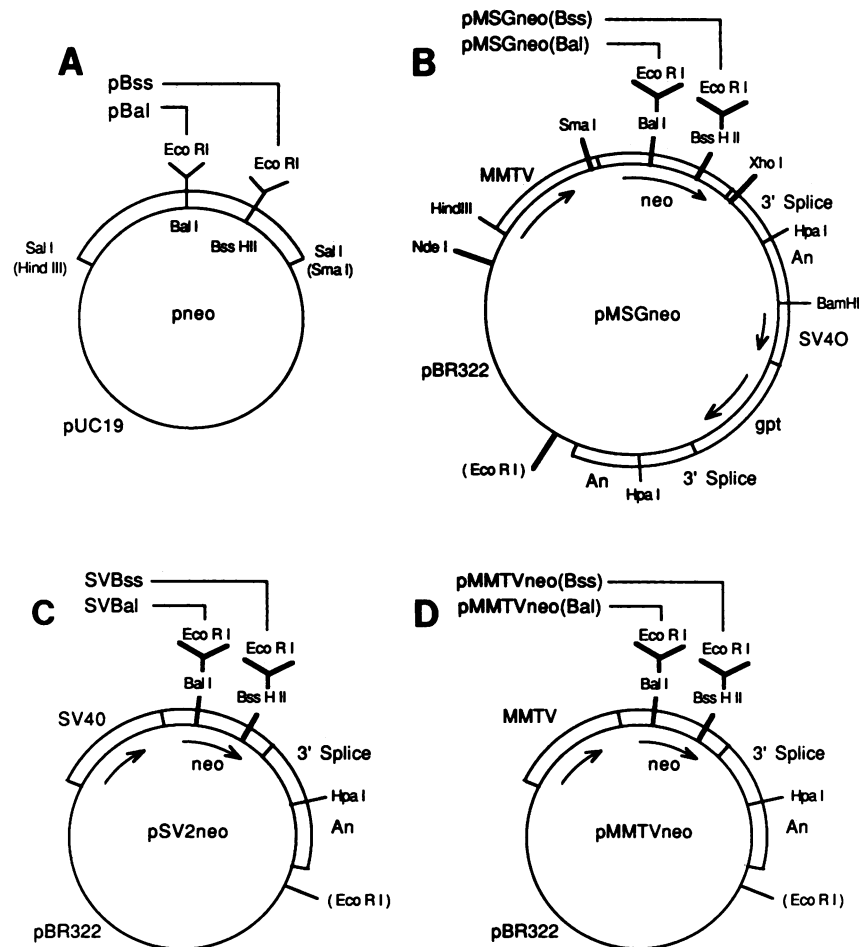 A
pBss
pBal
Eco RI
Eco RI
Bal I
Bss HII
Sal I
(Hind III)
Sal I
(Sma I)
pneo
pUC19
B
pMSGneo(Bss)
pMSGneo(Bal)
Eco R I
Eco R I
Bal I
Bss H II
Sma I
Xho I
MMTV
neo
3' Splice
HindIII
Hpa I
Nde I
An
BamHI
pMSGneo
SV40
pBR322
gpt
(Eco R I)
An
Hpa I
3' Splice
C
SVBss
SVBal
Eco R I
Eco R I
Bal I
Bss H II
SV40
neo
3' Splice
Hpa I
An
pSV2neo
(Eco R I)
pBR322
D
pMMTVneo(Bss)
pMMTVneo(Bal)
Eco R I
Eco R I
Bal I
Bss H II
MMTV
neo
3' Splice
Hpa I
An
pMMTVneo
(Eco R I)
pBR322